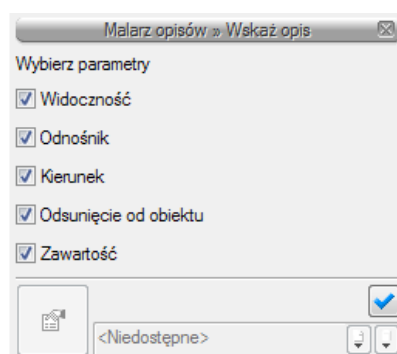 Malarz opisów » Wskaż opis
Wybierz parametry
Widoczność
Odnośnik
Kierunek
Odsunięcie od obiektu
Zawartość
<Niedostępne>